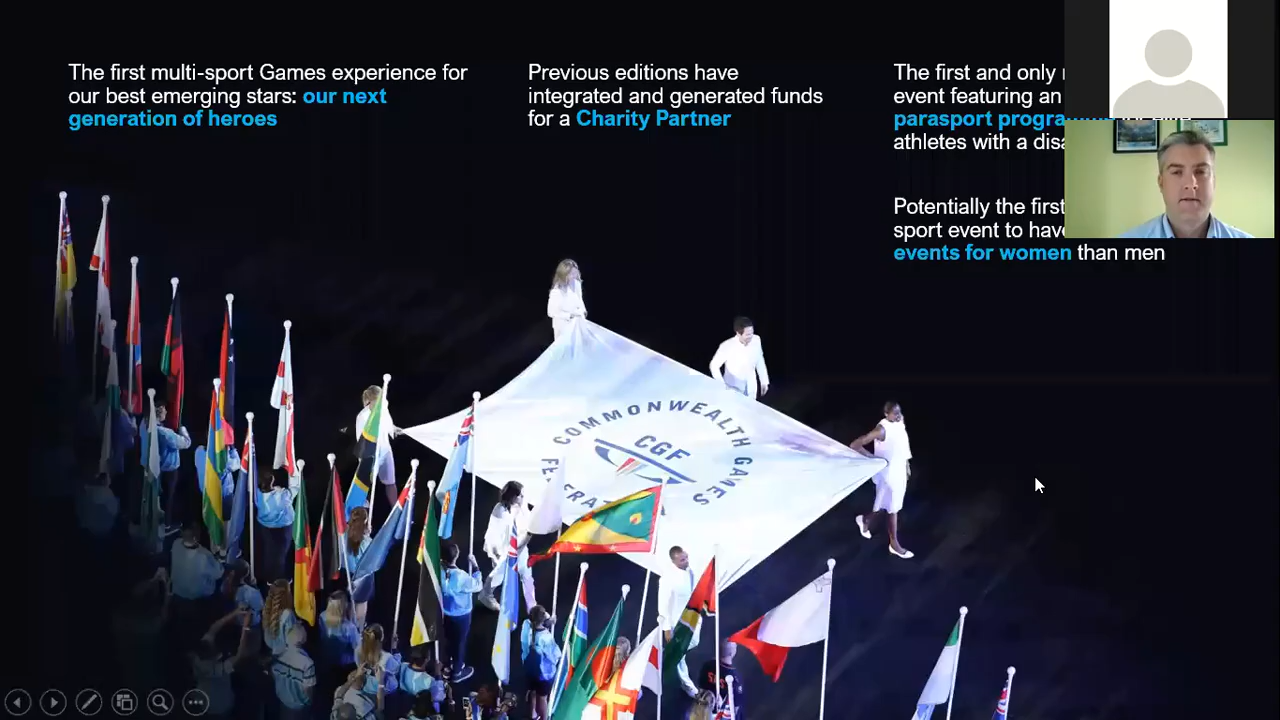 The first multi-sport Games experience for
our best emerging stars: our next
generation of heroes
Previous editions have
integrated and generated funds
for a Charity Partner
The first and only
event featuring an
parasport
athletes with a
Potentially the first
sport event to have
events for women than men
COMMONWEALTH GAMES
CGF